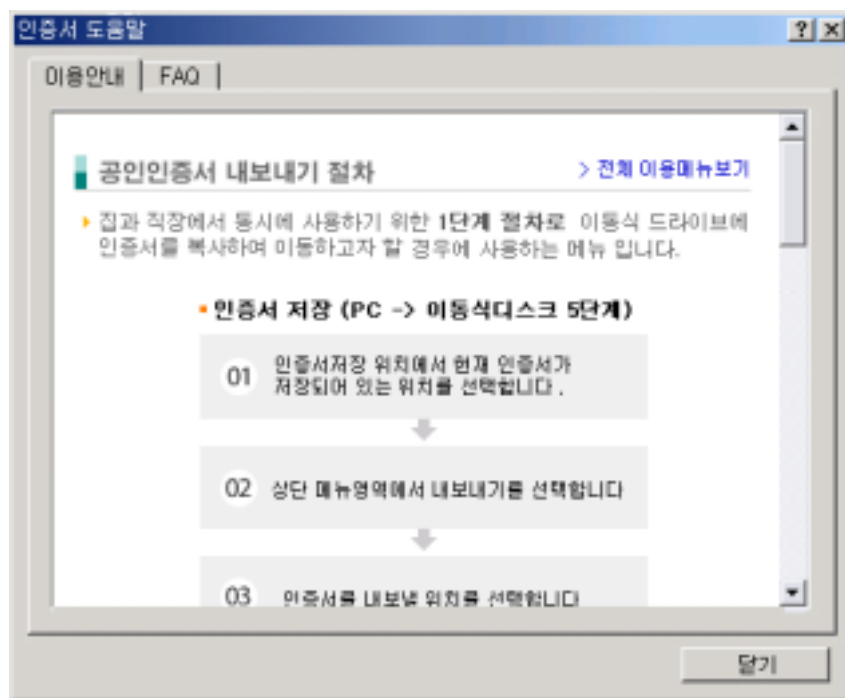 인증서 도움말
이용안내
FAQ
공인인증서 내보내기 절차
> 전체 이용메뉴보기
집과 직장에서 동시에 사용하기 위한 1단계 절차로 이동식 드라이브에
인증서를 복사하여 이동하고자 할 경우에 사용하는 메뉴 입니다.
인증서 저장 (PC -> 이동식디스크 5단계)
01
인증서저장 위치에서 현재 인증서가
저장되어 있는 위치를 선택합니다 .
02 상단 메뉴영역에서 내보내기를 선택합니다
03 인증서를 내보낼 위치를 선택합니다
닫기